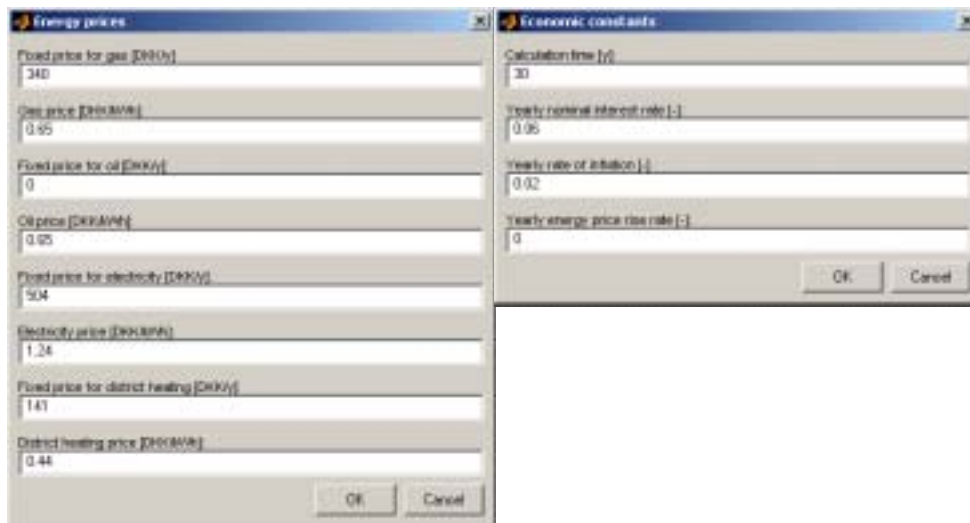 Energy prices
Fixed price for gas [DKK/y]
340
Gas price [DKK/kWh]
0.65
Fixed price for oil [DKK/y]
0
Oil price [DKK/kWh]
0.65
Fixed price for electricity [DKK/y]
504
Electricity price [DKK/kWh]
1.24
Fixed price for district heating [DKK/y]
141
District heating price [DKK/kWh]
0.44
OK Cancel
Economic constants
Calculation time [y]
30
Yearly nominal interest rate [-]
0.06
Yearly rate of inflation [-]
0.02
Yearly energy price rise rate [-]
0
OK Cancel